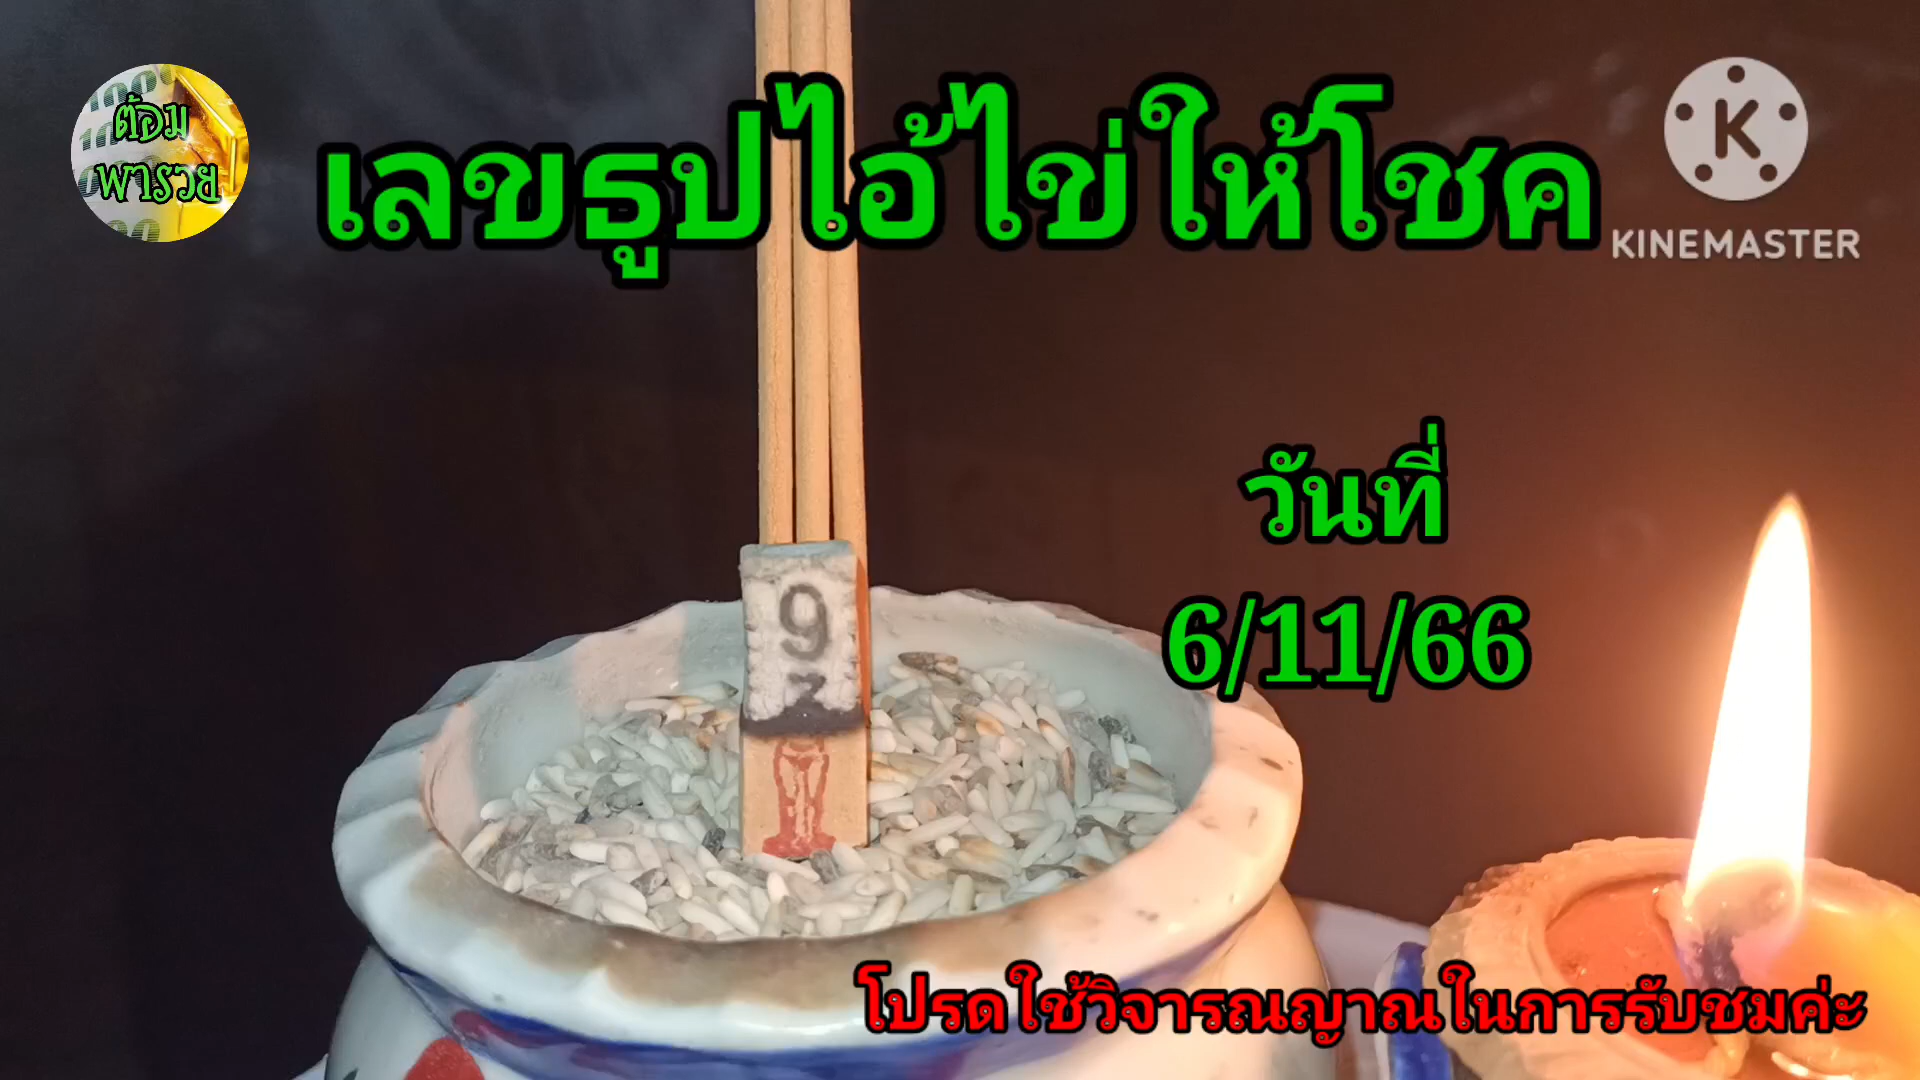 ต้อม
พารวย
เลขธูปไอ้ไข่ให้โชค
K
KINEMASTER
วันที่
6/11/66
9
3
โปรดใช้วิจารณญาณในการรับชมค่ะ